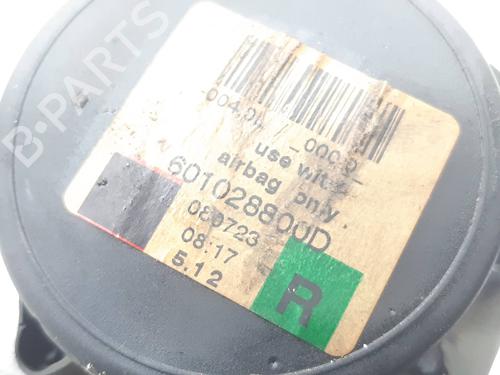 use with
airbag only.
601028800D
080723
08:17
5.12
R
B-PARTS